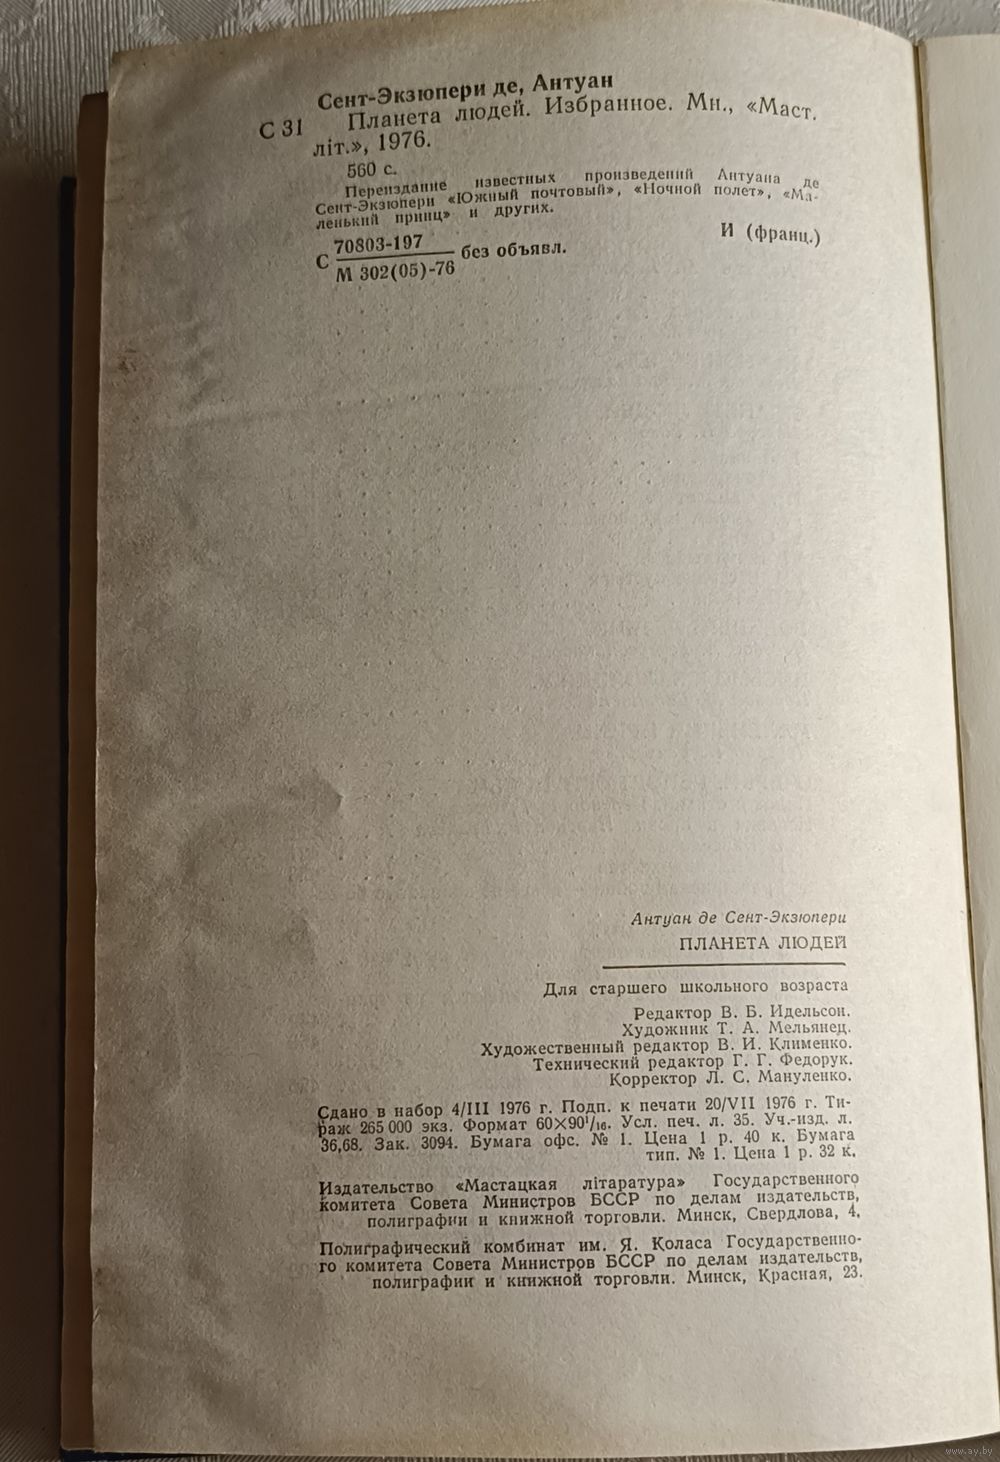 Сент-Экзюпери де, Антуан
С 31 Планета людей. Избранное. Мн., «Маст.
літ.», 1976.
560 с.
Переиздание известных произведений Антуана де
Сент-Экзюпери «Южный почтовый», «Ночной полет», «Ма-
ленький принц» и других.
С 70803-197 без объявл. И (франц.)
М 302(05)-76
Антуан де Сент-Экзюпери
ПЛАНЕТА ЛЮДЕЙ
Для старшего школьного возраста
Редактор В. Б. Идельсон.
Художник Т. А. Мельянец.
Художественный редактор В. И. Клименко.
Технический редактор Г. Г. Федорук.
Корректор Л. С. Мануленко.
Сдано в набор 4/III 1976 г. Подп. к печати 20/VII 1976 г. Ти-
раж 265 000 экз. Формат 60×90¹/₁₆. Усл. печ. л. 35. Уч.-изд. л.
36,68. Зак. 3094. Бумага офс. № 1. Цена 1 р. 40 к. Бумага
тип. № 1. Цена 1 р. 32 к.
Издательство «Мастацкая літаратура» Государственного
комитета Совета Министров БССР по делам издательств,
полиграфии и книжной торговли. Минск, Свердлова, 4.
Полиграфический комбинат им. Я. Коласа Государственно-
го комитета Совета Министров БССР по делам издательств,
полиграфии и книжной торговли. Минск, Красная, 23.
www.ay.by